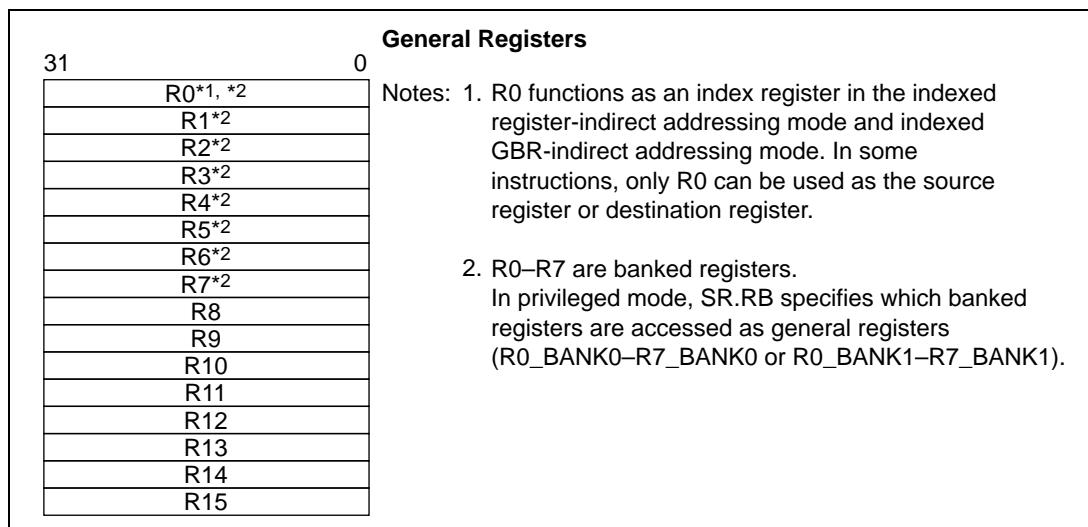 General Registers
31 0
R0*1, *2
R1*2
R2*2
R3*2
R4*2
R5*2
R6*2
R7*2
R8
R9
R10
R11
R12
R13
R14
R15
Notes: 1. R0 functions as an index register in the indexed
register-indirect addressing mode and indexed
GBR-indirect addressing mode. In some
instructions, only R0 can be used as the source
register or destination register.
2. R0–R7 are banked registers.
In privileged mode, SR.RB specifies which banked
registers are accessed as general registers
(R0_BANK0–R7_BANK0 or R0_BANK1–R7_BANK1).